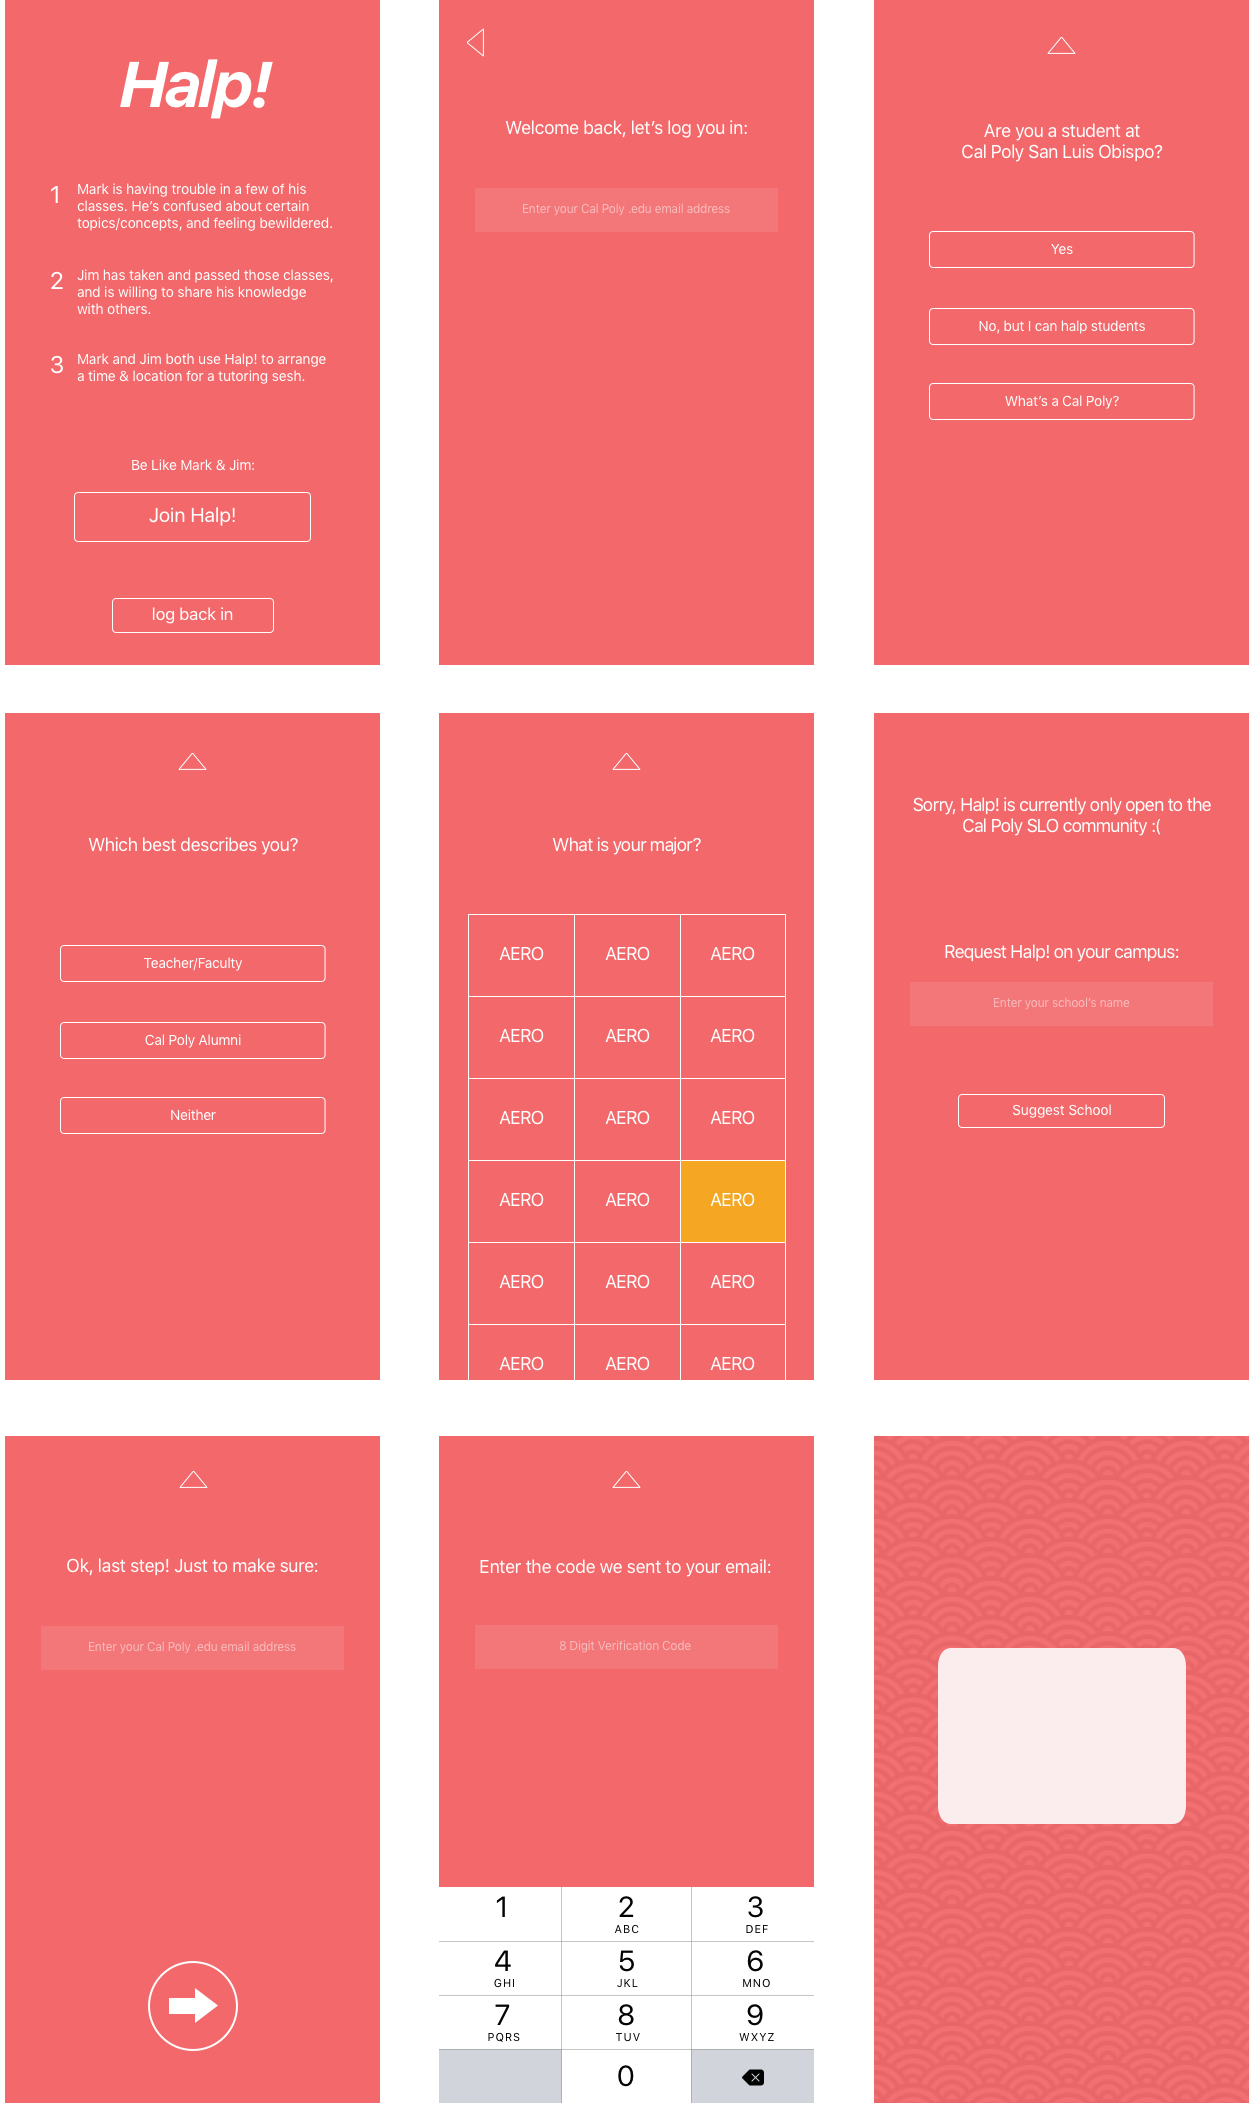 Halp!
1
Mark is having trouble in a few of his
classes. He’s confused about certain
topics/concepts, and feeling bewildered.
2
Jim has taken and passed those classes,
and is willing to share his knowledge
with others.
3
Mark and Jim both use Halp! to arrange
a time & location for a tutoring sesh.
Be Like Mark & Jim:
Join Halp!
log back in
Welcome back, let’s log you in:
Enter your Cal Poly .edu email address
Are you a student at
Cal Poly San Luis Obispo?
Yes
No, but I can halp students
What’s a Cal Poly?
Which best describes you?
Teacher/Faculty
Cal Poly Alumni
Neither
What is your major?
AERO AERO AERO
AERO AERO AERO
AERO AERO AERO
AERO AERO AERO
AERO AERO AERO
AERO AERO AERO
Sorry, Halp! is currently only open to the
Cal Poly SLO community :(
Request Halp! on your campus:
Enter your school’s name
Suggest School
Ok, last step! Just to make sure:
Enter your Cal Poly .edu email address
Enter the code we sent to your email:
8 Digit Verification Code
1 2 3
ABC DEF
4 5 6
GHI JKL MNO
7 8 9
PQRS TUV WXYZ
0